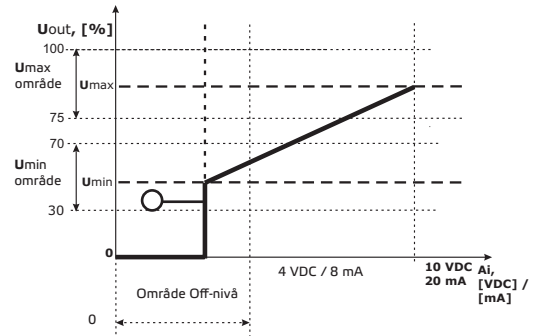 Uout, [%]
100
Umax
område
Umax
75
70
Umin
område
Umin
30
0
4 VDC / 8 mA
10 VDC
20 mA
Ai,
[VDC] /
[mA]
Område Off-nivå
0